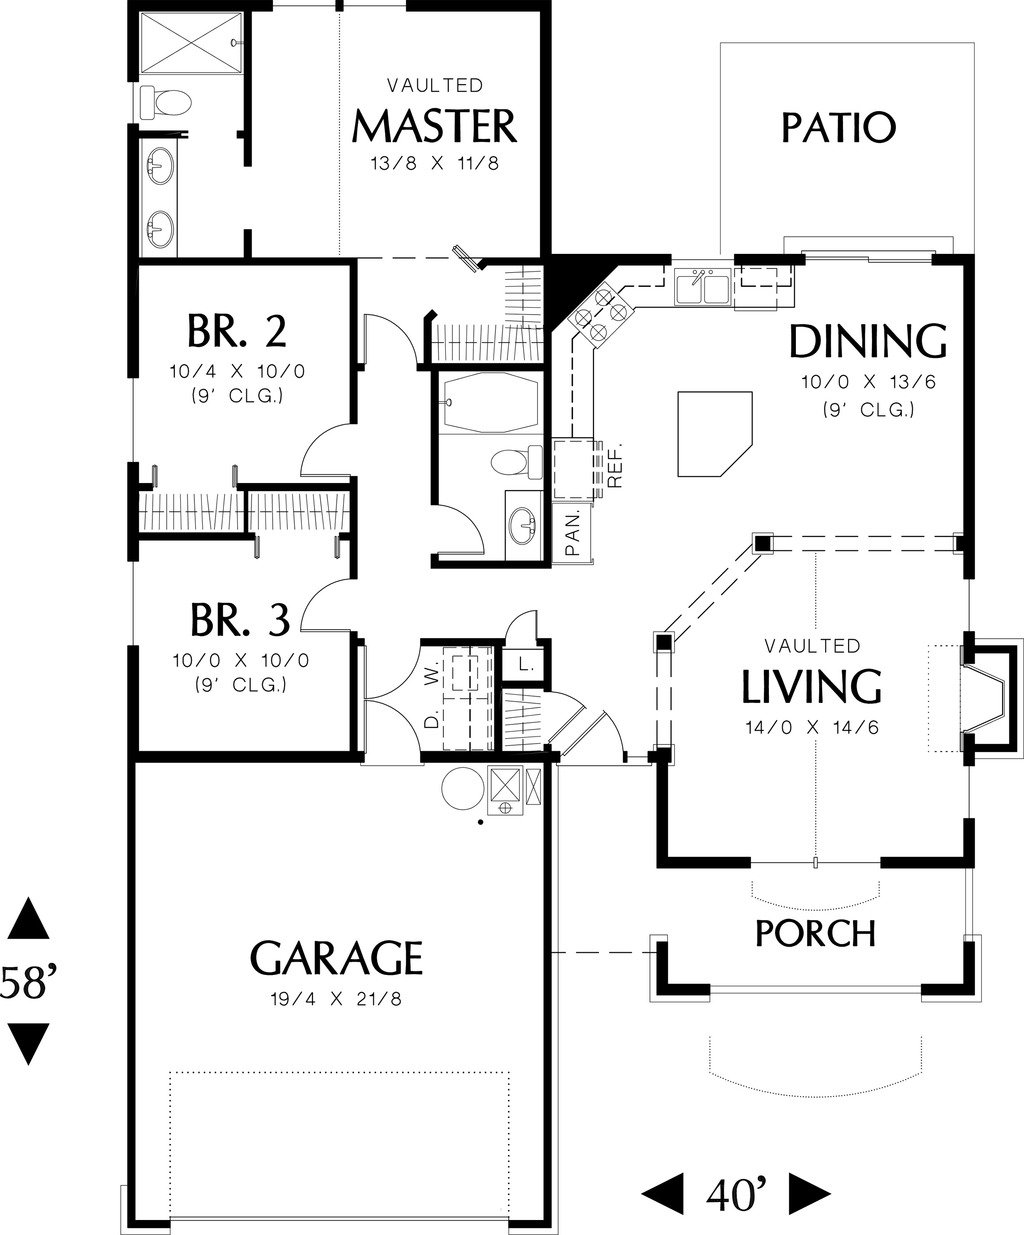 VAULTED
MASTER
13/8 X 11/8
PATIO
BR. 2
10/4 X 10/0
(9' CLG.)
DINING
10/0 X 13/6
(9' CLG.)
REF.
PAN.
BR. 3
10/0 X 10/0
(9' CLG.)
VAULTED
LIVING
14/0 X 14/6
L.
W.
D.
PORCH
GARAGE
19/4 X 21/8
58'
40'